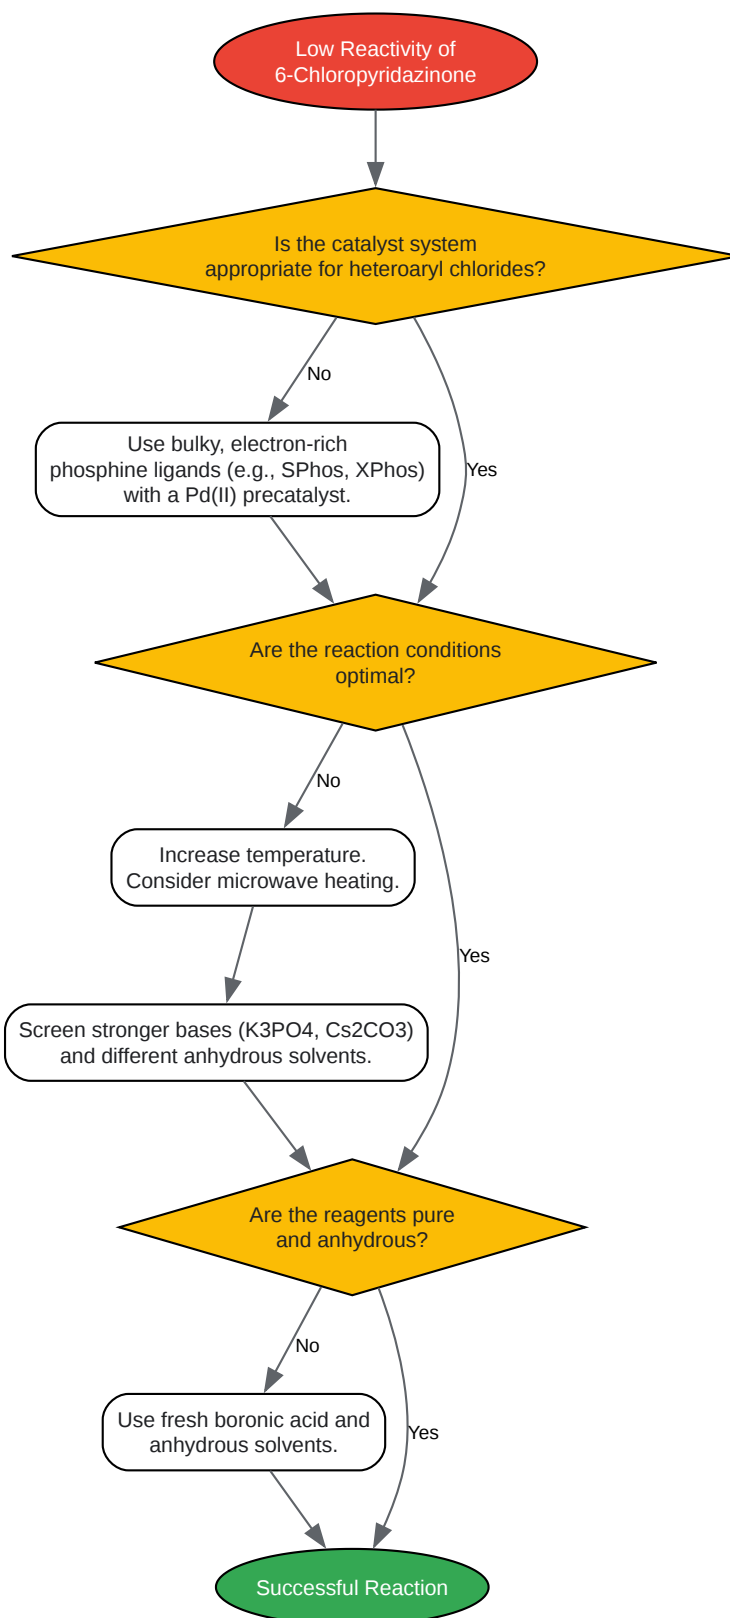 Low Reactivity of
6-Chloropyridazinone
Is the catalyst system
appropriate for heteroaryl chlorides?
No
Use bulky, electron-rich
phosphine ligands (e.g., SPhos, XPhos)
with a Pd(II) precatalyst.
Yes
Are the reaction conditions
optimal?
No
Increase temperature.
Consider microwave heating.
Yes
Screen stronger bases (K3PO4, Cs2CO3)
and different anhydrous solvents.
Are the reagents pure
and anhydrous?
No
Use fresh boronic acid and
anhydrous solvents.
Yes
Successful Reaction